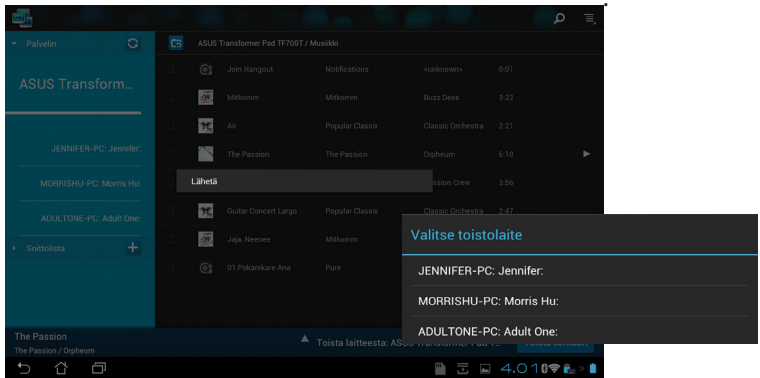 Palvelin
ASUS Transformer Pad TF700T / Musiikki
ASUS Transform...
JENNIFER-PC: Jennifer:
MORRISHU-PC: Morris Hu:
ADULTONE-PC: Adult One:
Soittolista
Join Hangout Notifications <unknown> 0:01
Mitkomm Mitkomm Buzz Dees 3:22
Air Popular Classix Classic Orchestra 2:21
The Passion The Passion Orpheum 6:10
Lähetä
ssion Crew 3:56
Guitar Concert Largo Popular Classix Classic Orchestra 2:47
Jaja, Neenee Mitkomm
01.Pokarekare Ana Pure
Valitse toistolaite
JENNIFER-PC: Jennifer:
MORRISHU-PC: Morris Hu:
ADULTONE-PC: Adult One:
The Passion
The Passion / Orpheum
Toista laitteesta:
4:01